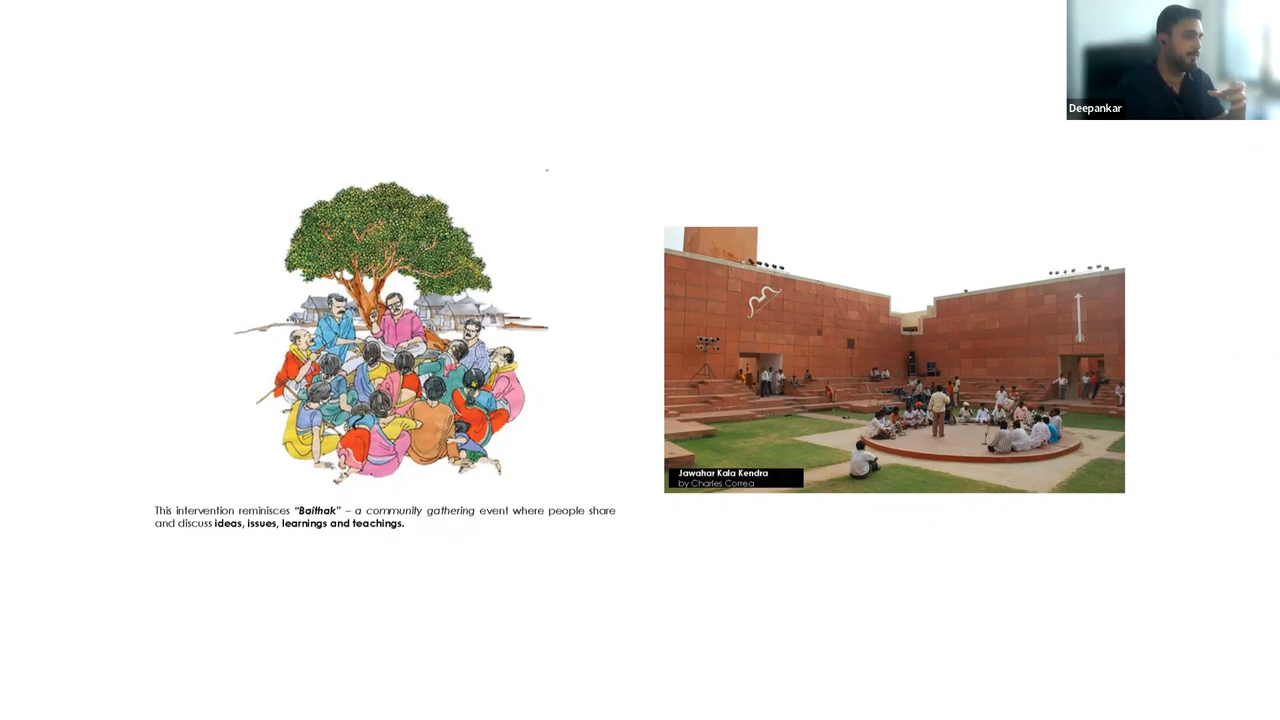 Deepankar
This intervention reminisces “Baithak” – a community gathering event where people share
and discuss ideas, issues, learnings and teachings.
Jawahar Kala Kendra
by Charles Correa